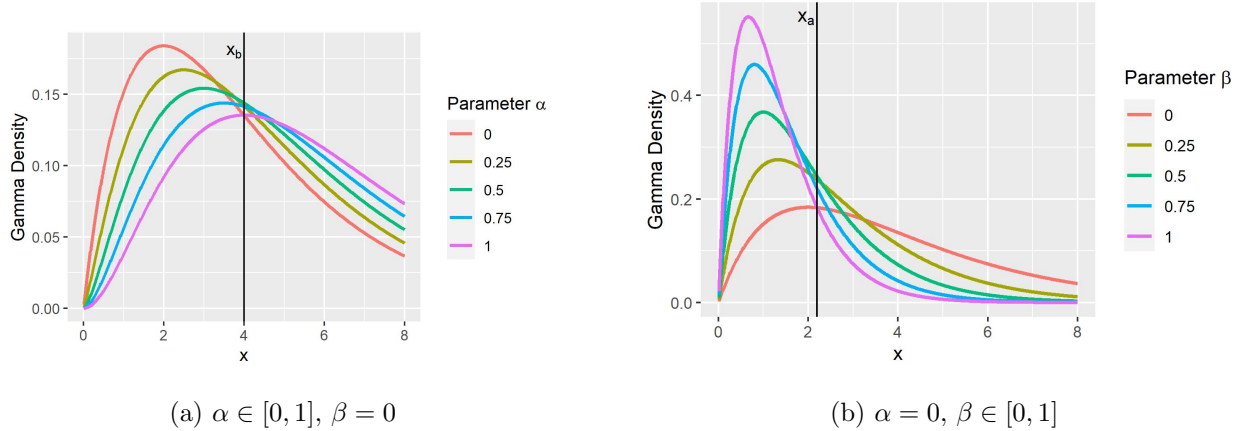 x_b
0.15
0.10
0.05
0.00
0 2 4 6 8
x
Gamma Density
Parameter α
0
0.25
0.5
0.75
1
(a) α ∈ [0, 1], β = 0
x_a
0.4
0.2
0.0
0 2 4 6 8
x
Gamma Density
Parameter β
0
0.25
0.5
0.75
1
(b) α = 0, β ∈ [0, 1]